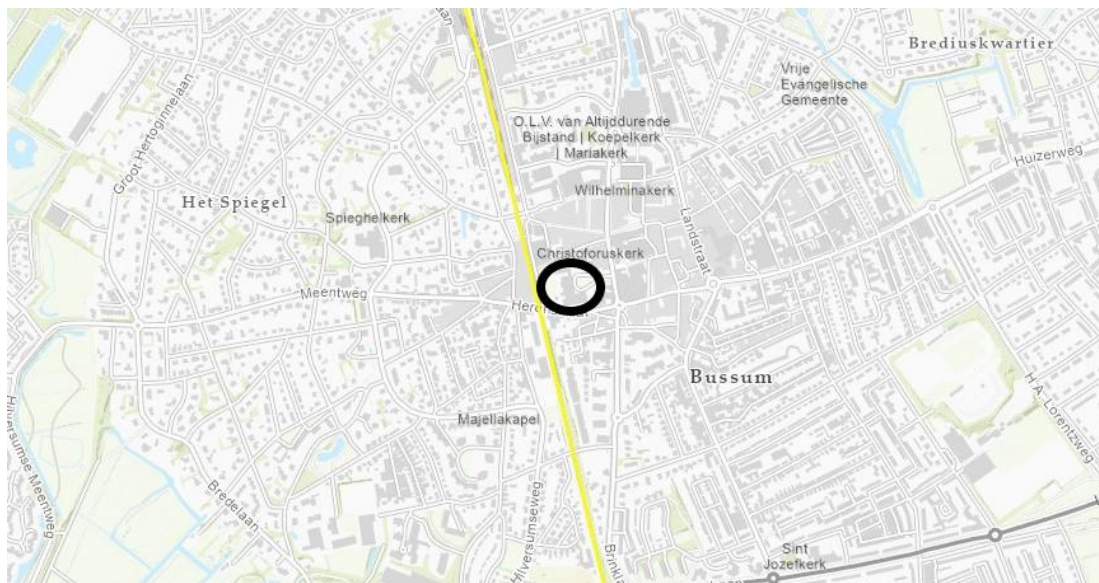 Brediuskwartier
Vrije
Evangelische
Gemeente
O.L.V. van Altijddurende
Bijstand | Koepelkerk
| Mariakerk
Huizerweg
Groot Hertoginnelaan
Wilhelminakerk
Het Spiegel
Spieghelkerk
Landstraat
Christoforuskerk
Meentweg
Bussum
H.A. Lorentzweg
Majellakapel
Hilversumse Meentweg
Bredelaan
Hilversumseweg
Sint
Jozefkerk